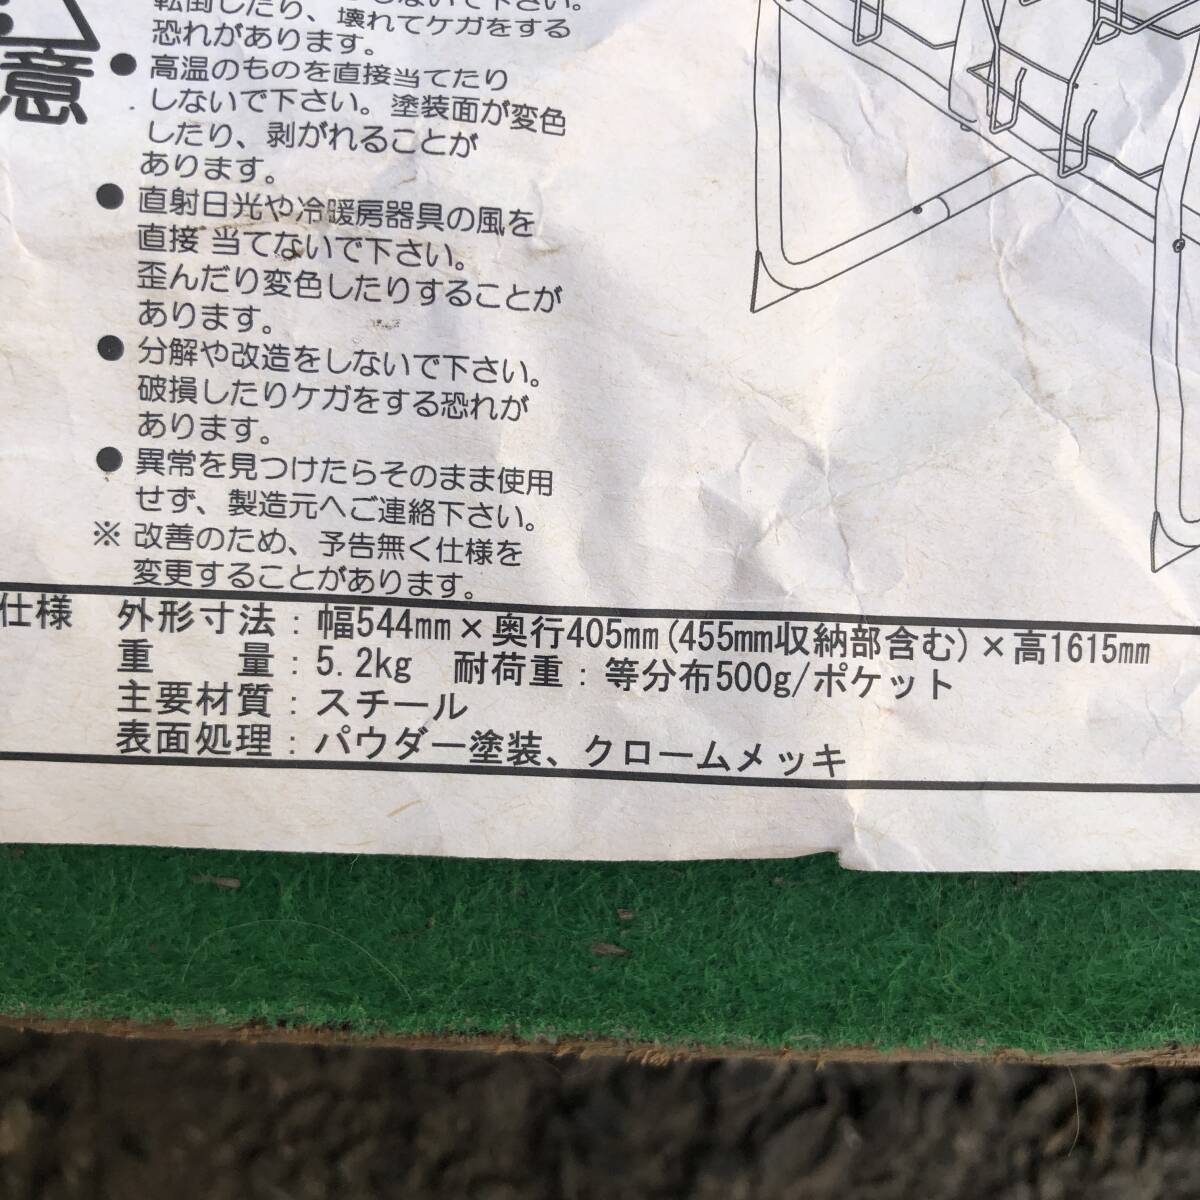 転倒したり、壊れてケガをする
恐れがあります。
意
● 高温のものを直接当てたり
しないで下さい。塗装面が変色
したり、剥がれることが
あります。
● 直射日光や冷暖房器具の風を
直接 当てないで下さい。
歪んだり変色したりすることが
あります。
● 分解や改造をしないで下さい。
破損したりケガをする恐れが
あります。
● 異常を見つけたらそのまま使用
せず、製造元へご連絡下さい。
※ 改善のため、予告無く仕様を
変更することがあります。
仕様 外形寸法：幅544mm×奥行405mm(455mm収納部含む)×高1615mm
重 量：5.2kg 耐荷重：等分布500g/ポケット
主要材質：スチール
表面処理：パウダー塗装、クロームメッキ